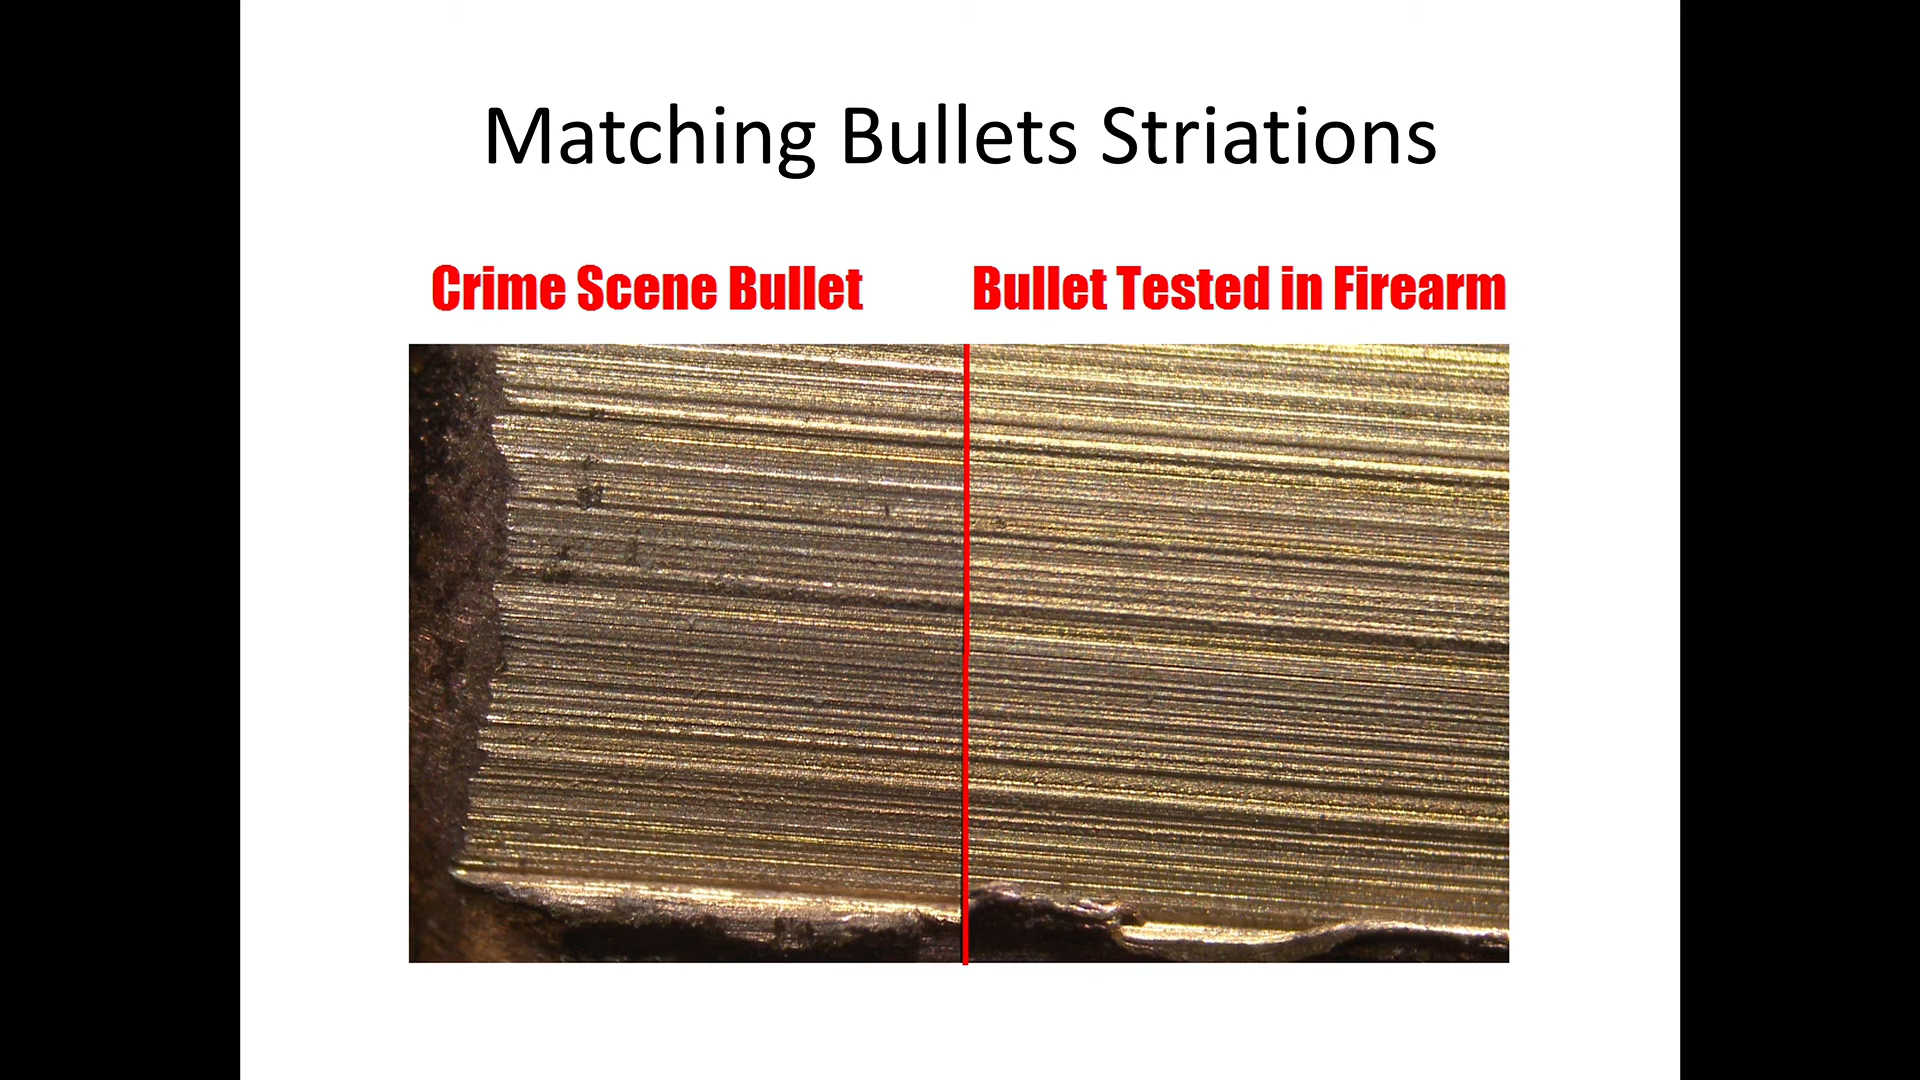 Matching Bullets Striations
Crime Scene Bullet
Bullet Tested in Firearm